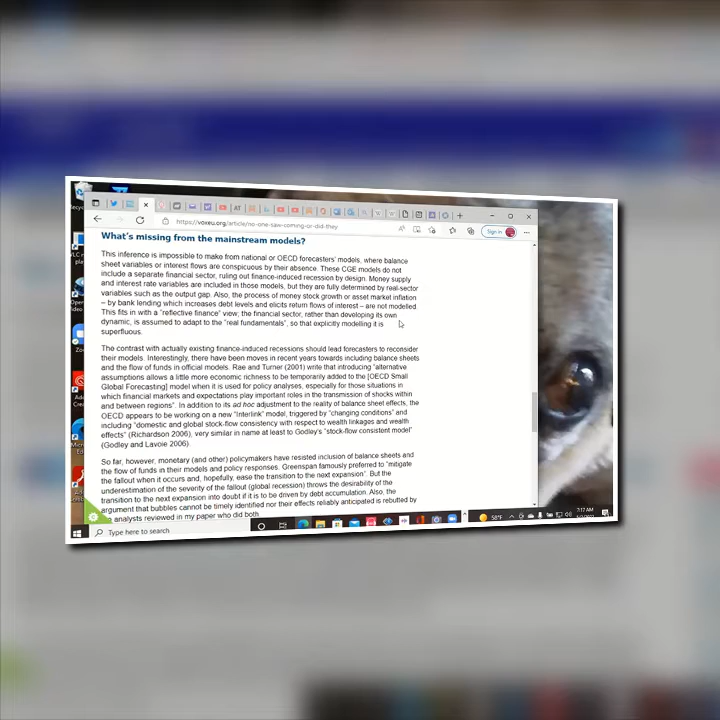 https://voxeu.org/article/no-one-saw-coming-or-did-they
Sign in
What's missing from the mainstream models?
This inference is impossible to make from national or OECD forecasters' models, where balance
sheet variables or interest flows are conspicuous by their absence. These CGE models do not
include a separate financial sector, ruling out finance-induced recession by design. Money supply
and interest rate variables are included in those models, but they are fully determined by real-sector
variables such as the output gap. Also, the process of money stock growth or asset market inflation
– by bank lending which increases debt levels and elicits return flows of interest – are not modelled.
This fits in with a "reflective finance" view; the financial sector, rather than developing its own
dynamic, is assumed to adapt to the "real fundamentals", so that explicitly modelling it is
superfluous.
The contrast with actually existing finance-induced recessions should lead forecasters to reconsider
their models. Interestingly, there have been moves in recent years towards including balance sheets
and the flow of funds in official models. Rae and Turner (2001) write that introducing "alternative
assumptions allows a little more economic richness to be temporarily added to the [OECD Small
Global Forecasting] model when it is used for policy analyses, especially for those situations in
which financial markets and expectations play important roles in the transmission of shocks within
and between regions". In addition to its ad hoc adjustment to the reality of balance sheet effects, the
OECD appears to be working on a new "Interlink" model, triggered by "changing conditions" and
including "domestic and global stock-flow consistency with respect to wealth linkages and wealth
effects" (Richardson 2006), very similar in name at least to Godley's "stock-flow consistent model"
(Godley and Lavoie 2006).
So far, however, monetary (and other) policymakers have resisted inclusion of balance sheets and
the flow of funds in their models and policy responses. Greenspan famously preferred to "mitigate
the fallout when it occurs and, hopefully, ease the transition to the next expansion". But the
underestimation of the severity of the fallout (global recession) throws the desirability of the
transition to the next expansion into doubt if it is to be driven by debt accumulation. Also, the
argument that bubbles cannot be timely identified nor their effects reliably anticipated is rebutted by
analysts reviewed in my paper who did both.
Type here to search
58°F
7:17 AM